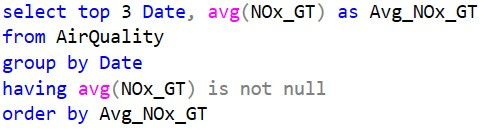 select top 3 Date, avg(NOx_GT) as Avg_NOx_GT
from AirQuality
group by Date
having avg(NOx_GT) is not null
order by Avg_NOx_GT